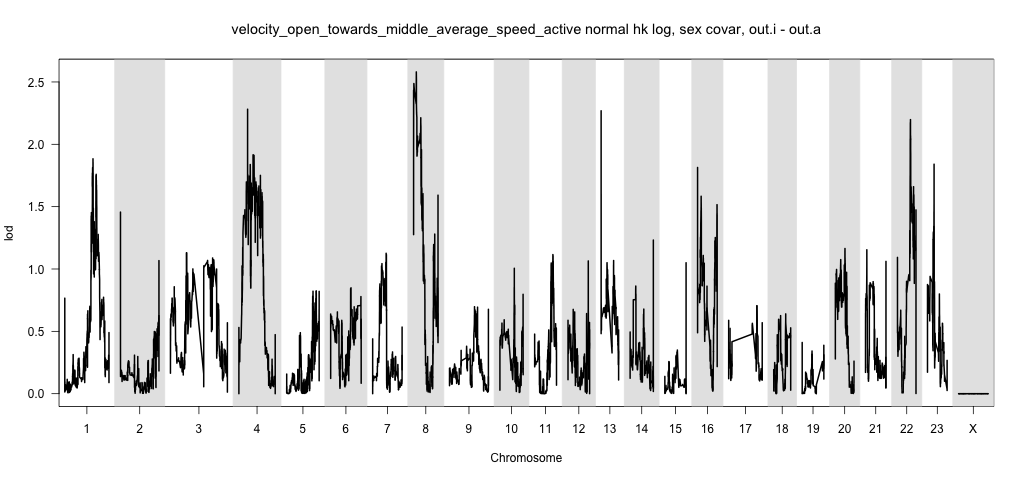 velocity_open_towards_middle_average_speed_active normal hk log, sex covar, out.i - out.a
2.5
2.0
1.5
1.0
0.5
0.0
lod
1 2 3 4 5 6 7 8 9 10 11 12 13 14 15 16 17 18 19 20 21 22 23 X
Chromosome